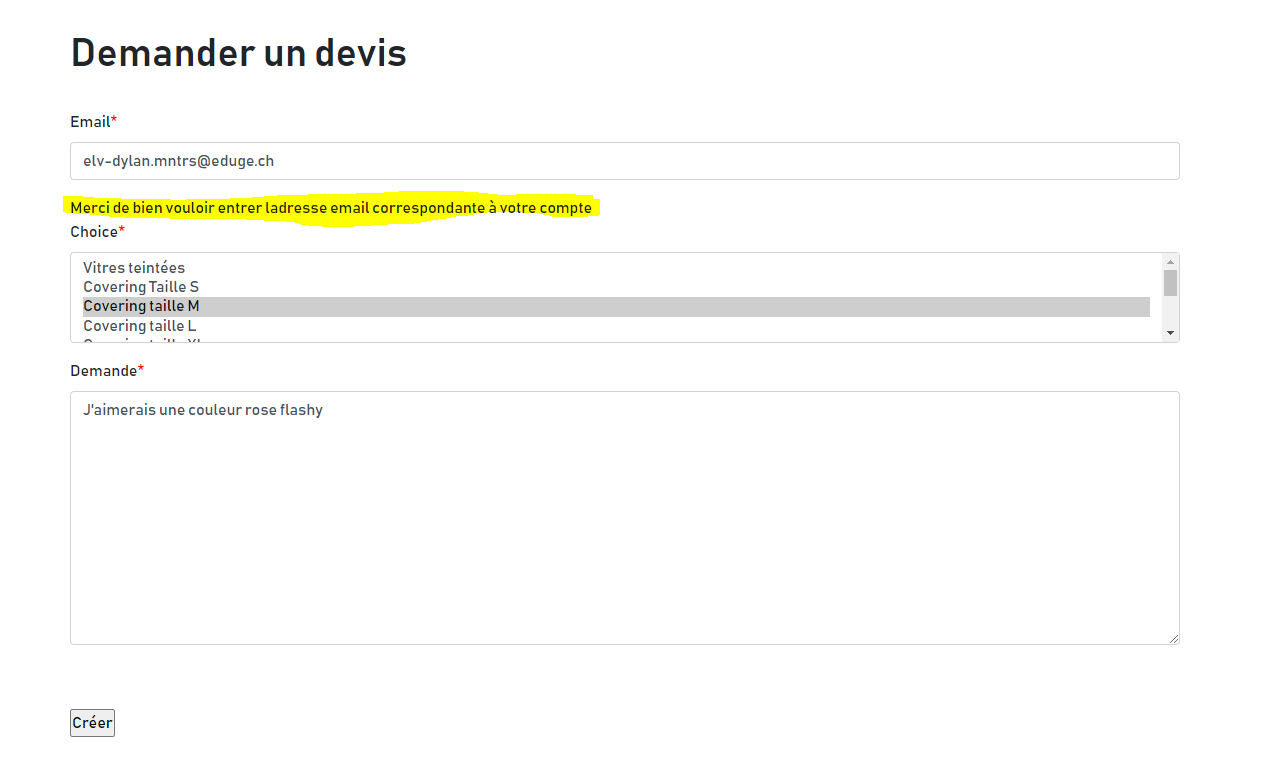 Demander un devis
Email*
elv-dylan.mntrs@eduge.ch
Merci de bien vouloir entrer ladresse email correspondante à votre compte
Choice*
Vitres teintées
Covering Taille S
Covering taille M
Covering taille L
Demande*
J'aimerais une couleur rose flashy
Créer